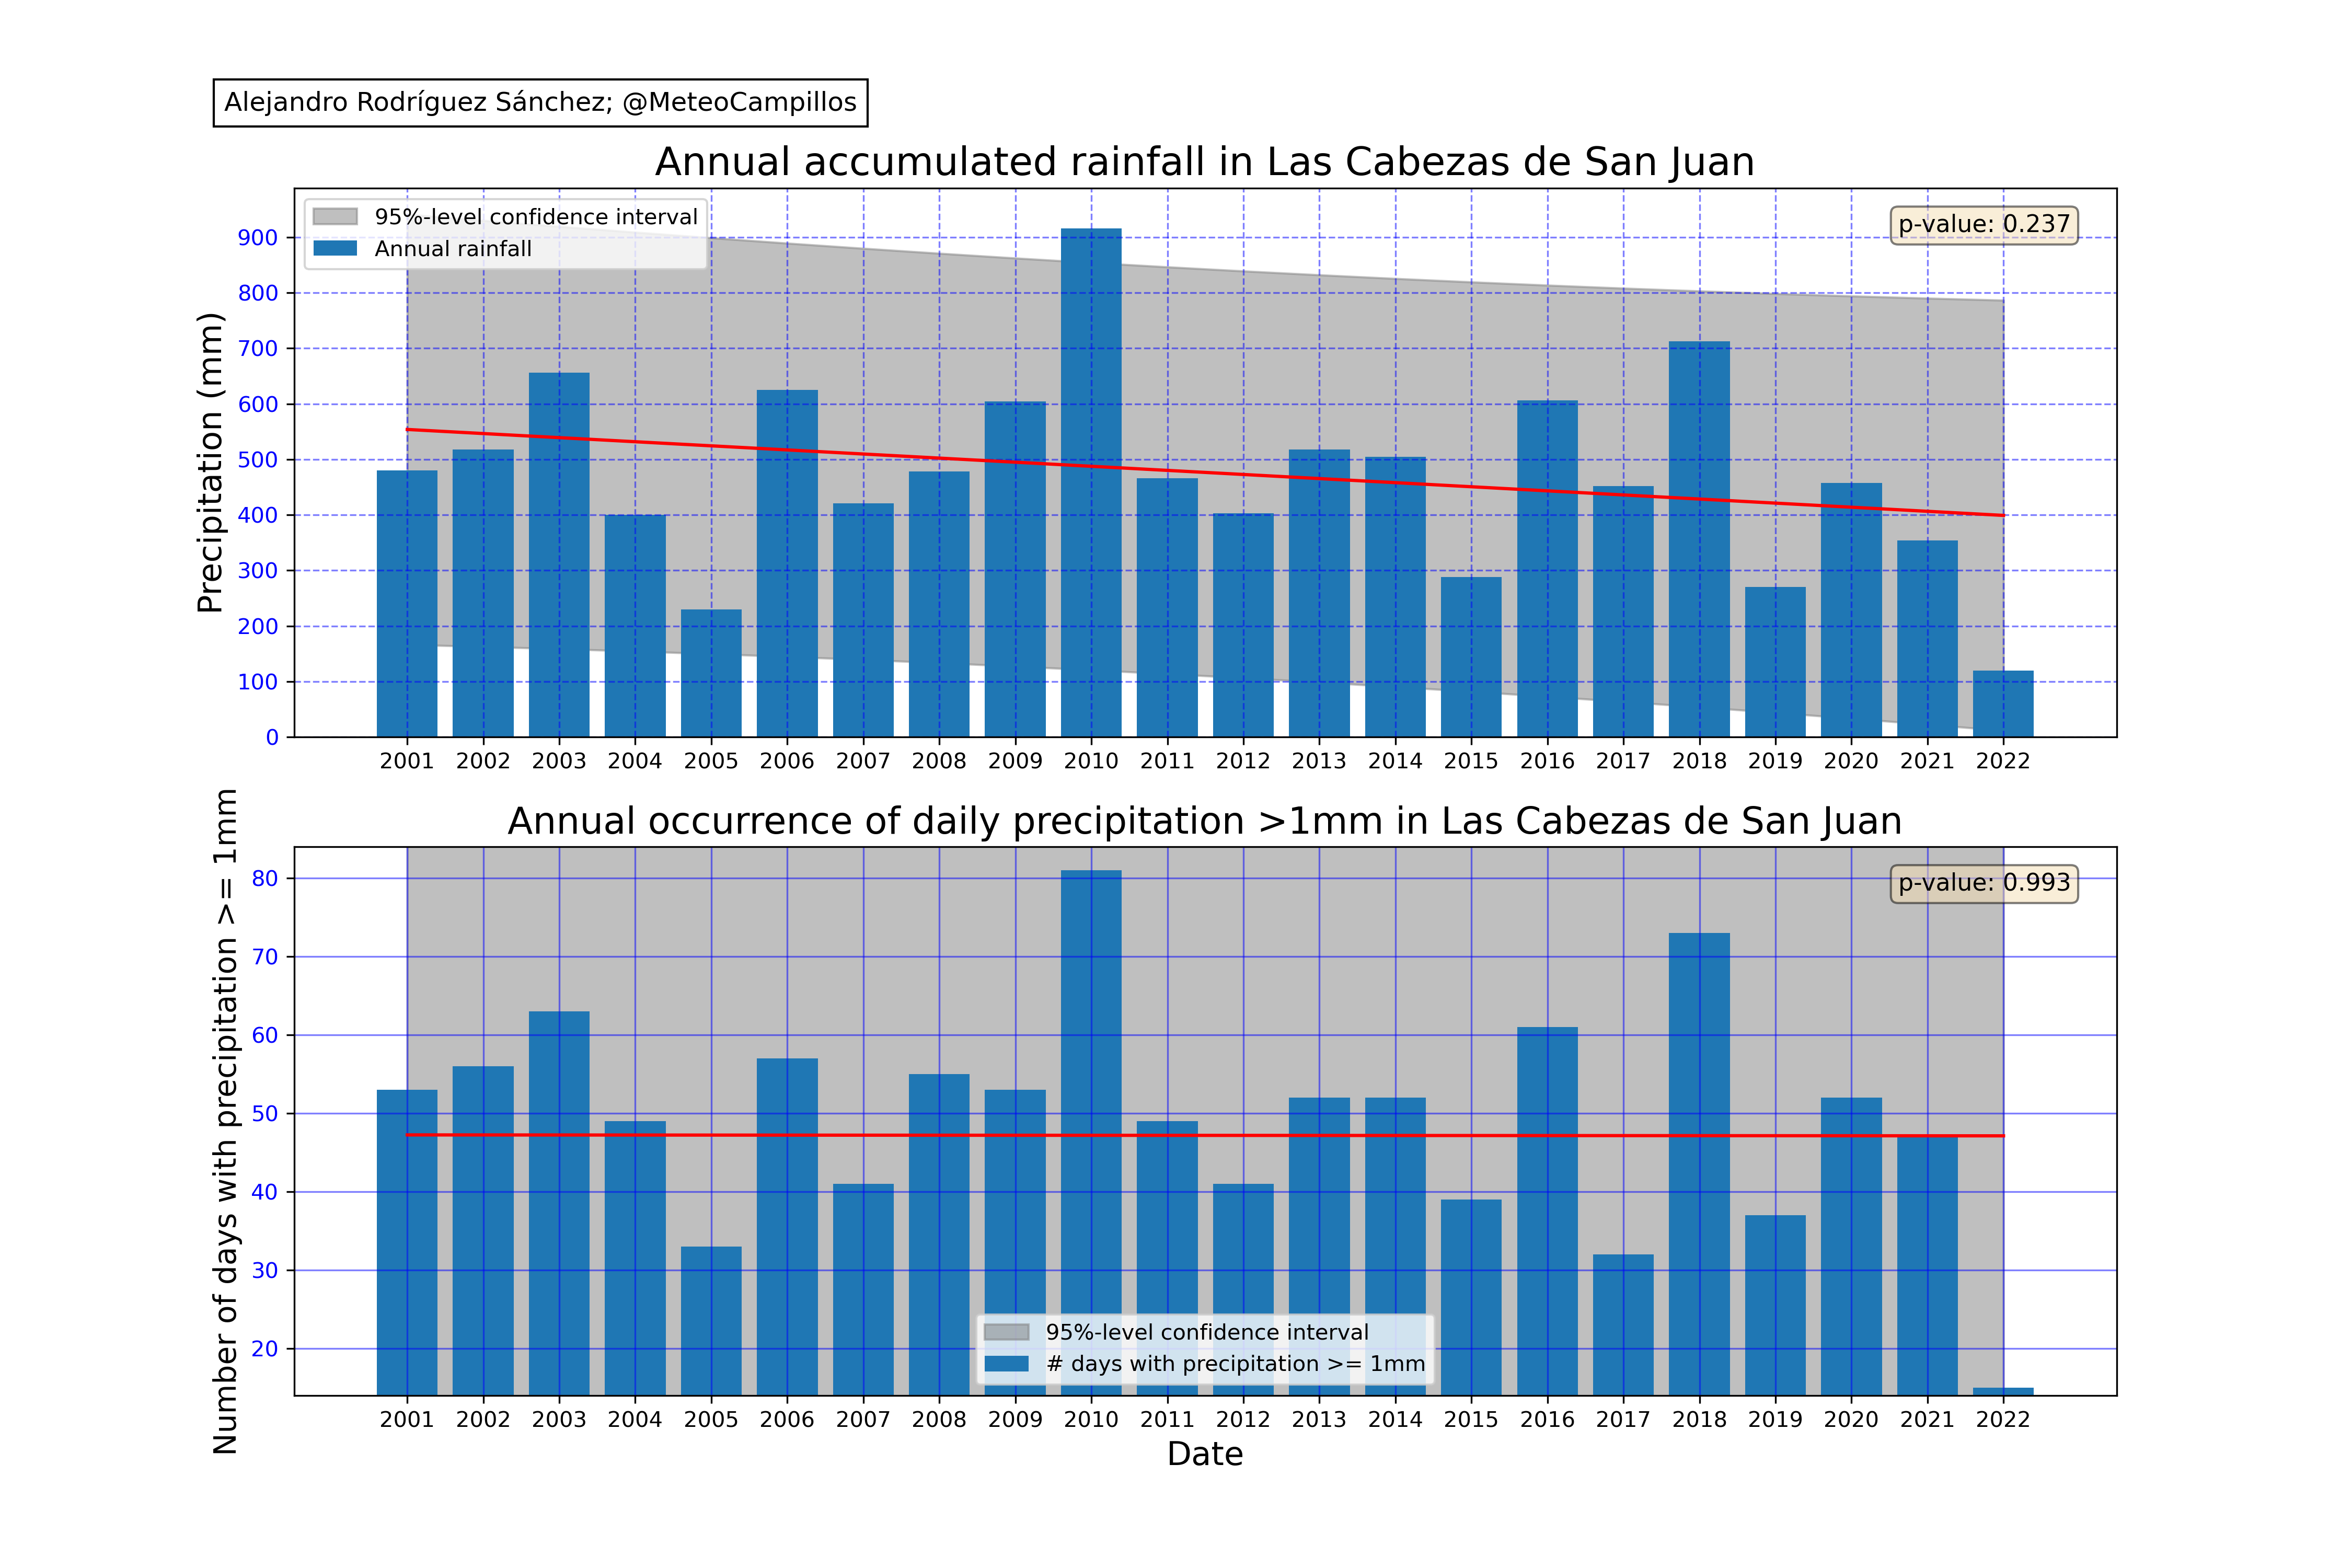 Alejandro Rodríguez Sánchez; @MeteoCampillos
Annual accumulated rainfall in Las Cabezas de San Juan
95%-level confidence interval
Annual rainfall
p-value: 0.237
Precipitation (mm)
900
800
700
600
500
400
300
200
100
0
2001 2002 2003 2004 2005 2006 2007 2008 2009 2010 2011 2012 2013 2014 2015 2016 2017 2018 2019 2020 2021 2022
Annual occurrence of daily precipitation >1mm in Las Cabezas de San Juan
p-value: 0.993
Number of days with precipitation >= 1mm
80
70
60
50
40
30
20
95%-level confidence interval
# days with precipitation >= 1mm
2001 2002 2003 2004 2005 2006 2007 2008 2009 2010 2011 2012 2013 2014 2015 2016 2017 2018 2019 2020 2021 2022
Date